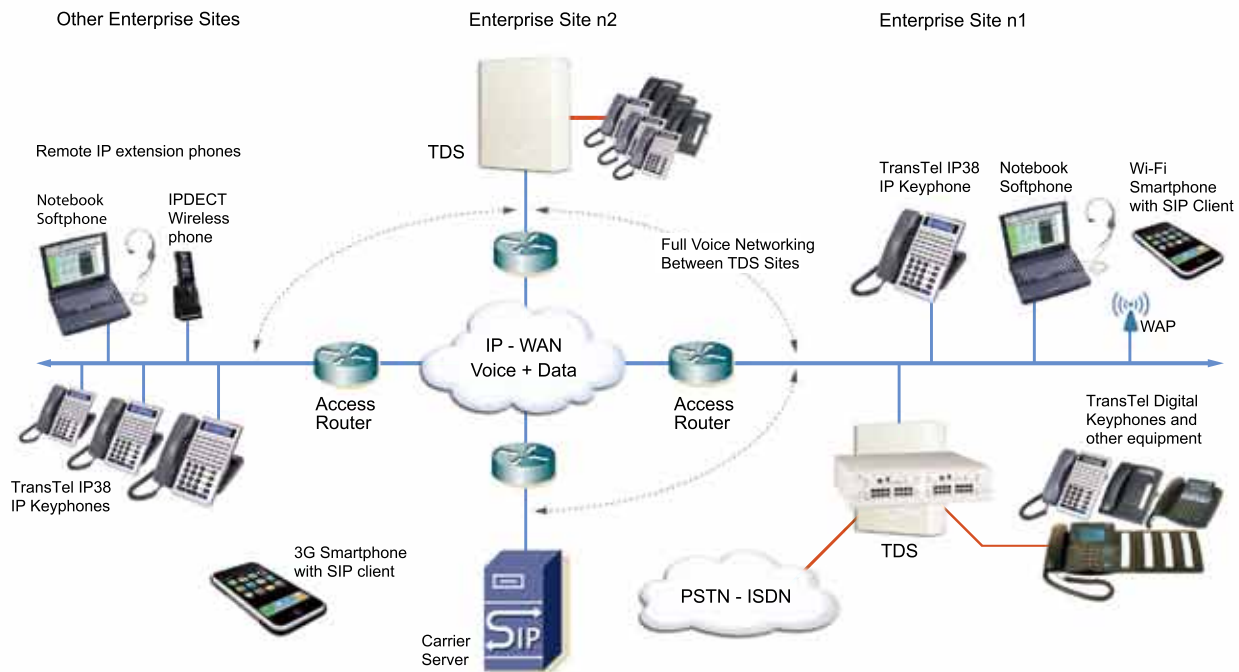 Other Enterprise Sites
Enterprise Site n2
Enterprise Site n1
TDS
Remote IP extension phones
Notebook
Softphone
IPDECT
Wireless
phone
Full Voice Networking
Between TDS Sites
TransTel IP38
IP Keyphone
Notebook
Softphone
Wi-Fi
Smartphone
with SIP Client
WAP
IP - WAN
Voice + Data
Access
Router
Access
Router
TransTel IP38
IP Keyphones
TransTel Digital
Keyphones and
other equipment
TDS
3G Smartphone
with SIP client
PSTN - ISDN
SIP
Carrier
Server